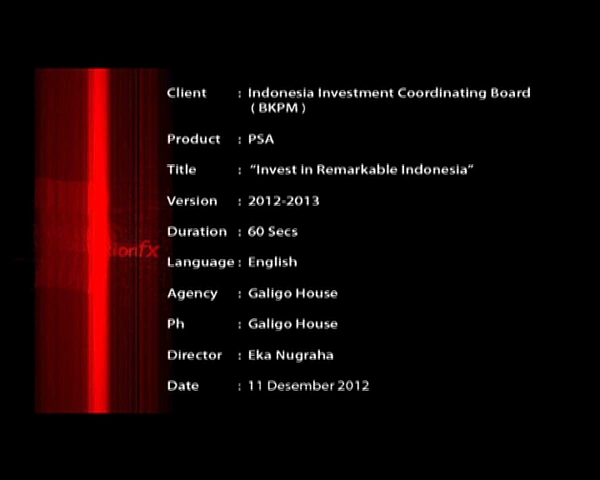 Client : Indonesia Investment Coordinating Board
( BKPM )
Product : PSA
Title : “Invest in Remarkable Indonesia”
Version : 2012-2013
Duration : 60 Secs
ionfx
Language : English
Agency : Galigo House
Ph : Galigo House
Director : Eka Nugraha
Date : 11 Desember 2012